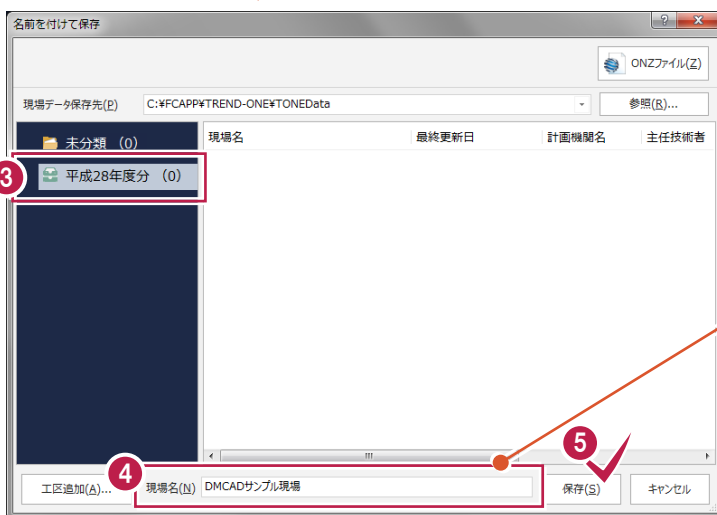 名前を付けて保存
ONZファイル(Z)
現場データ保存先(P) C:¥FCAPP¥TREND-ONE¥TONEData 参照(R)...
未分類 (0) 現場名 最終更新日 計画機関名 主任技術者
3 平成28年度分 (0)
5
4
工区追加(A)... 現場名(N) DMCADサンプル現場 保存(S) キャンセル